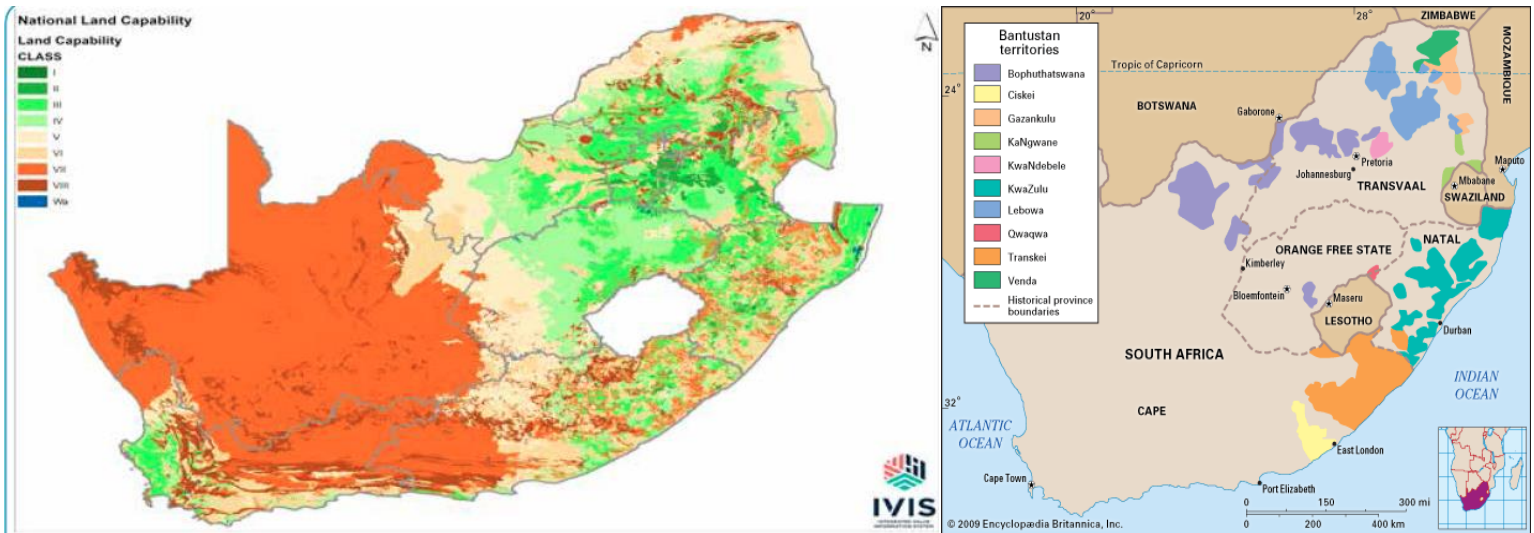 National Land Capability
Land Capability
CLASS
I
II
III
IV
V
VI
VII
VIII
Wa
N
IVIS
INTEGRATED VALUE
INFORMATION SYSTEM
20°
28°
ZIMBABWE
MOZAMBIQUE
Bantustan
territories
Bophuthatswana
Ciskei
Gazankulu
KaNgwane
KwaNdebele
KwaZulu
Lebowa
Qwaqwa
Transkei
Venda
Historical province
boundaries
Tropic of Capricorn
24°
BOTSWANA
Gaborone
Pretoria
Johannesburg
TRANSVAAL
Maputo
Mbabane
SWAZILAND
ORANGE FREE STATE
NATAL
Kimberley
Bloemfontein
Maseru
LESOTHO
Durban
SOUTH AFRICA
INDIAN
OCEAN
32°
CAPE
ATLANTIC
OCEAN
East London
Cape Town
Port Elizabeth
0 150 300 mi
0 200 400 km
© 2009 Encyclopædia Britannica, Inc.